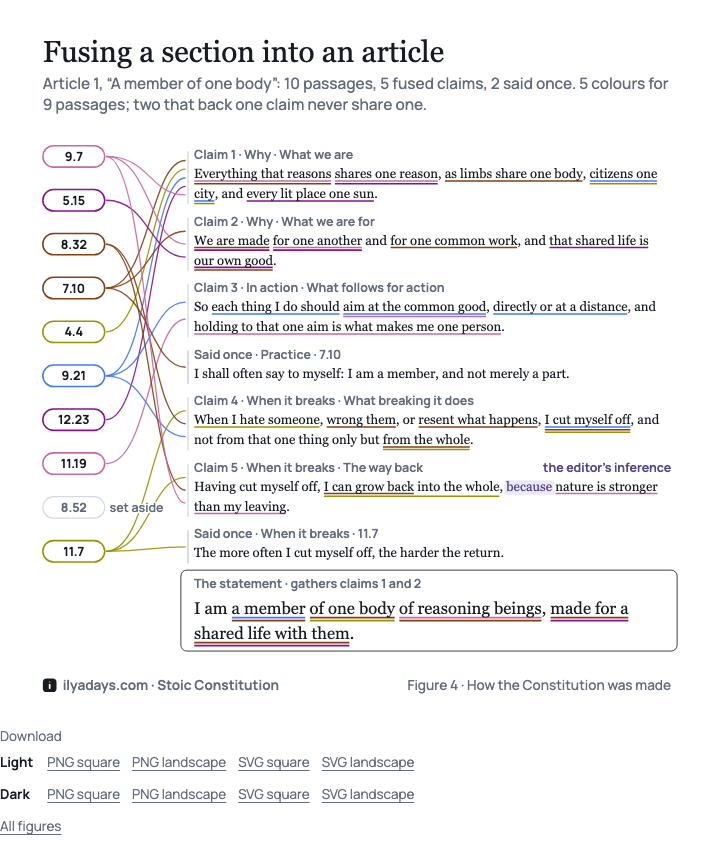 Fusing a section into an article
Article 1, “A member of one body”: 10 passages, 5 fused claims, 2 said once. 5 colours for
9 passages; two that back one claim never share one.
9.7
5.15
8.32
7.10
4.4
9.21
12.23
11.19
8.52 set aside
11.7
Claim 1 · Why · What we are
Everything that reasons shares one reason, as limbs share one body, citizens one
city, and every lit place one sun.
Claim 2 · Why · What we are for
We are made for one another and for one common work, and that shared life is
our own good.
Claim 3 · In action · What follows for action
So each thing I do should aim at the common good, directly or at a distance, and
holding to that one aim is what makes me one person.
Said once · Practice · 7.10
I shall often say to myself: I am a member, and not merely a part.
Claim 4 · When it breaks · What breaking it does
When I hate someone, wrong them, or resent what happens, I cut myself off, and
not from that one thing only but from the whole.
Claim 5 · When it breaks · The way back
the editor’s inference
Having cut myself off, I can grow back into the whole, because nature is stronger
than my leaving.
Said once · When it breaks · 11.7
The more often I cut myself off, the harder the return.
The statement · gathers claims 1 and 2
I am a member of one body of reasoning beings, made for a
shared life with them.
ilyadays.com · Stoic Constitution
Figure 4 · How the Constitution was made
Download
Light PNG square PNG landscape SVG square SVG landscape
Dark PNG square PNG landscape SVG square SVG landscape
All figures